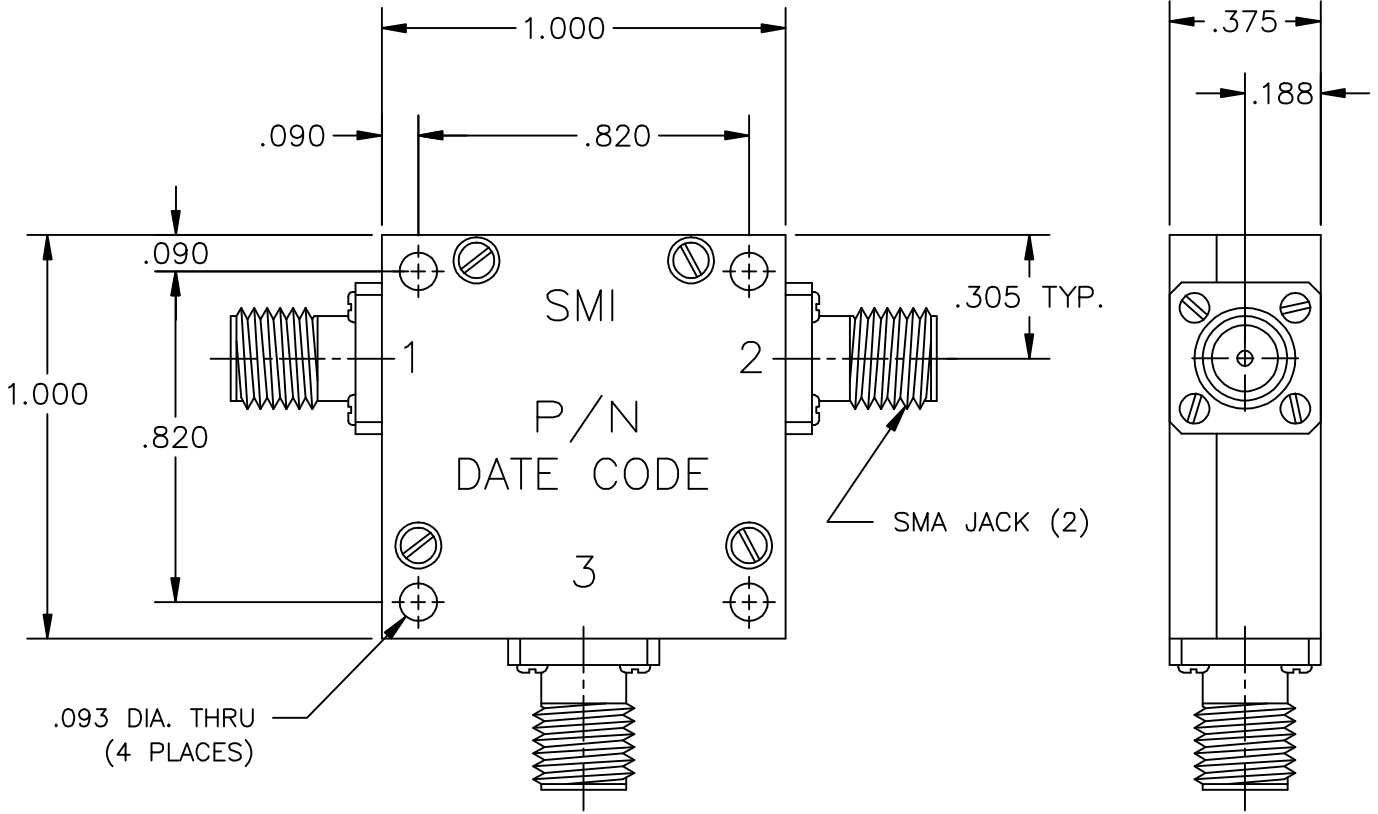 1.000
.375
.188
.090
.820
.090
SMI
.305 TYP.
1
2
1.000
P/N
.820
DATE CODE
SMA JACK (2)
3
.093 DIA. THRU
(4 PLACES)